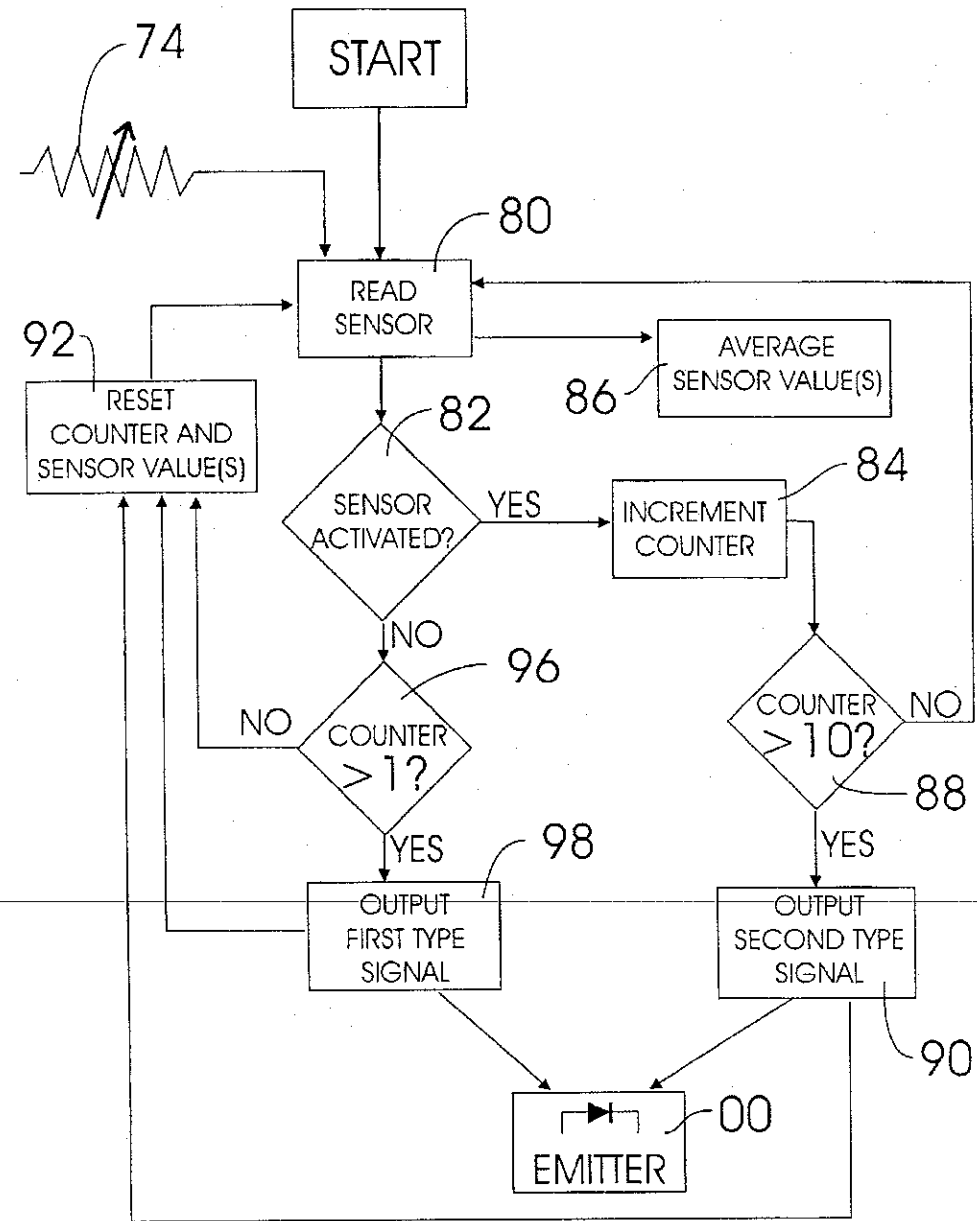 74
START
80
READ
SENSOR
92
RESET
COUNTER AND
SENSOR VALUE(S)
AVERAGE
SENSOR VALUE(S)
86
82
SENSOR
ACTIVATED?
YES
84
INCREMENT
COUNTER
NO
96
COUNTER
>1?
NO
COUNTER
>10?
NO
88
YES
98
OUTPUT
FIRST TYPE
SIGNAL
YES
OUTPUT
SECOND TYPE
SIGNAL
90
00
EMITTER